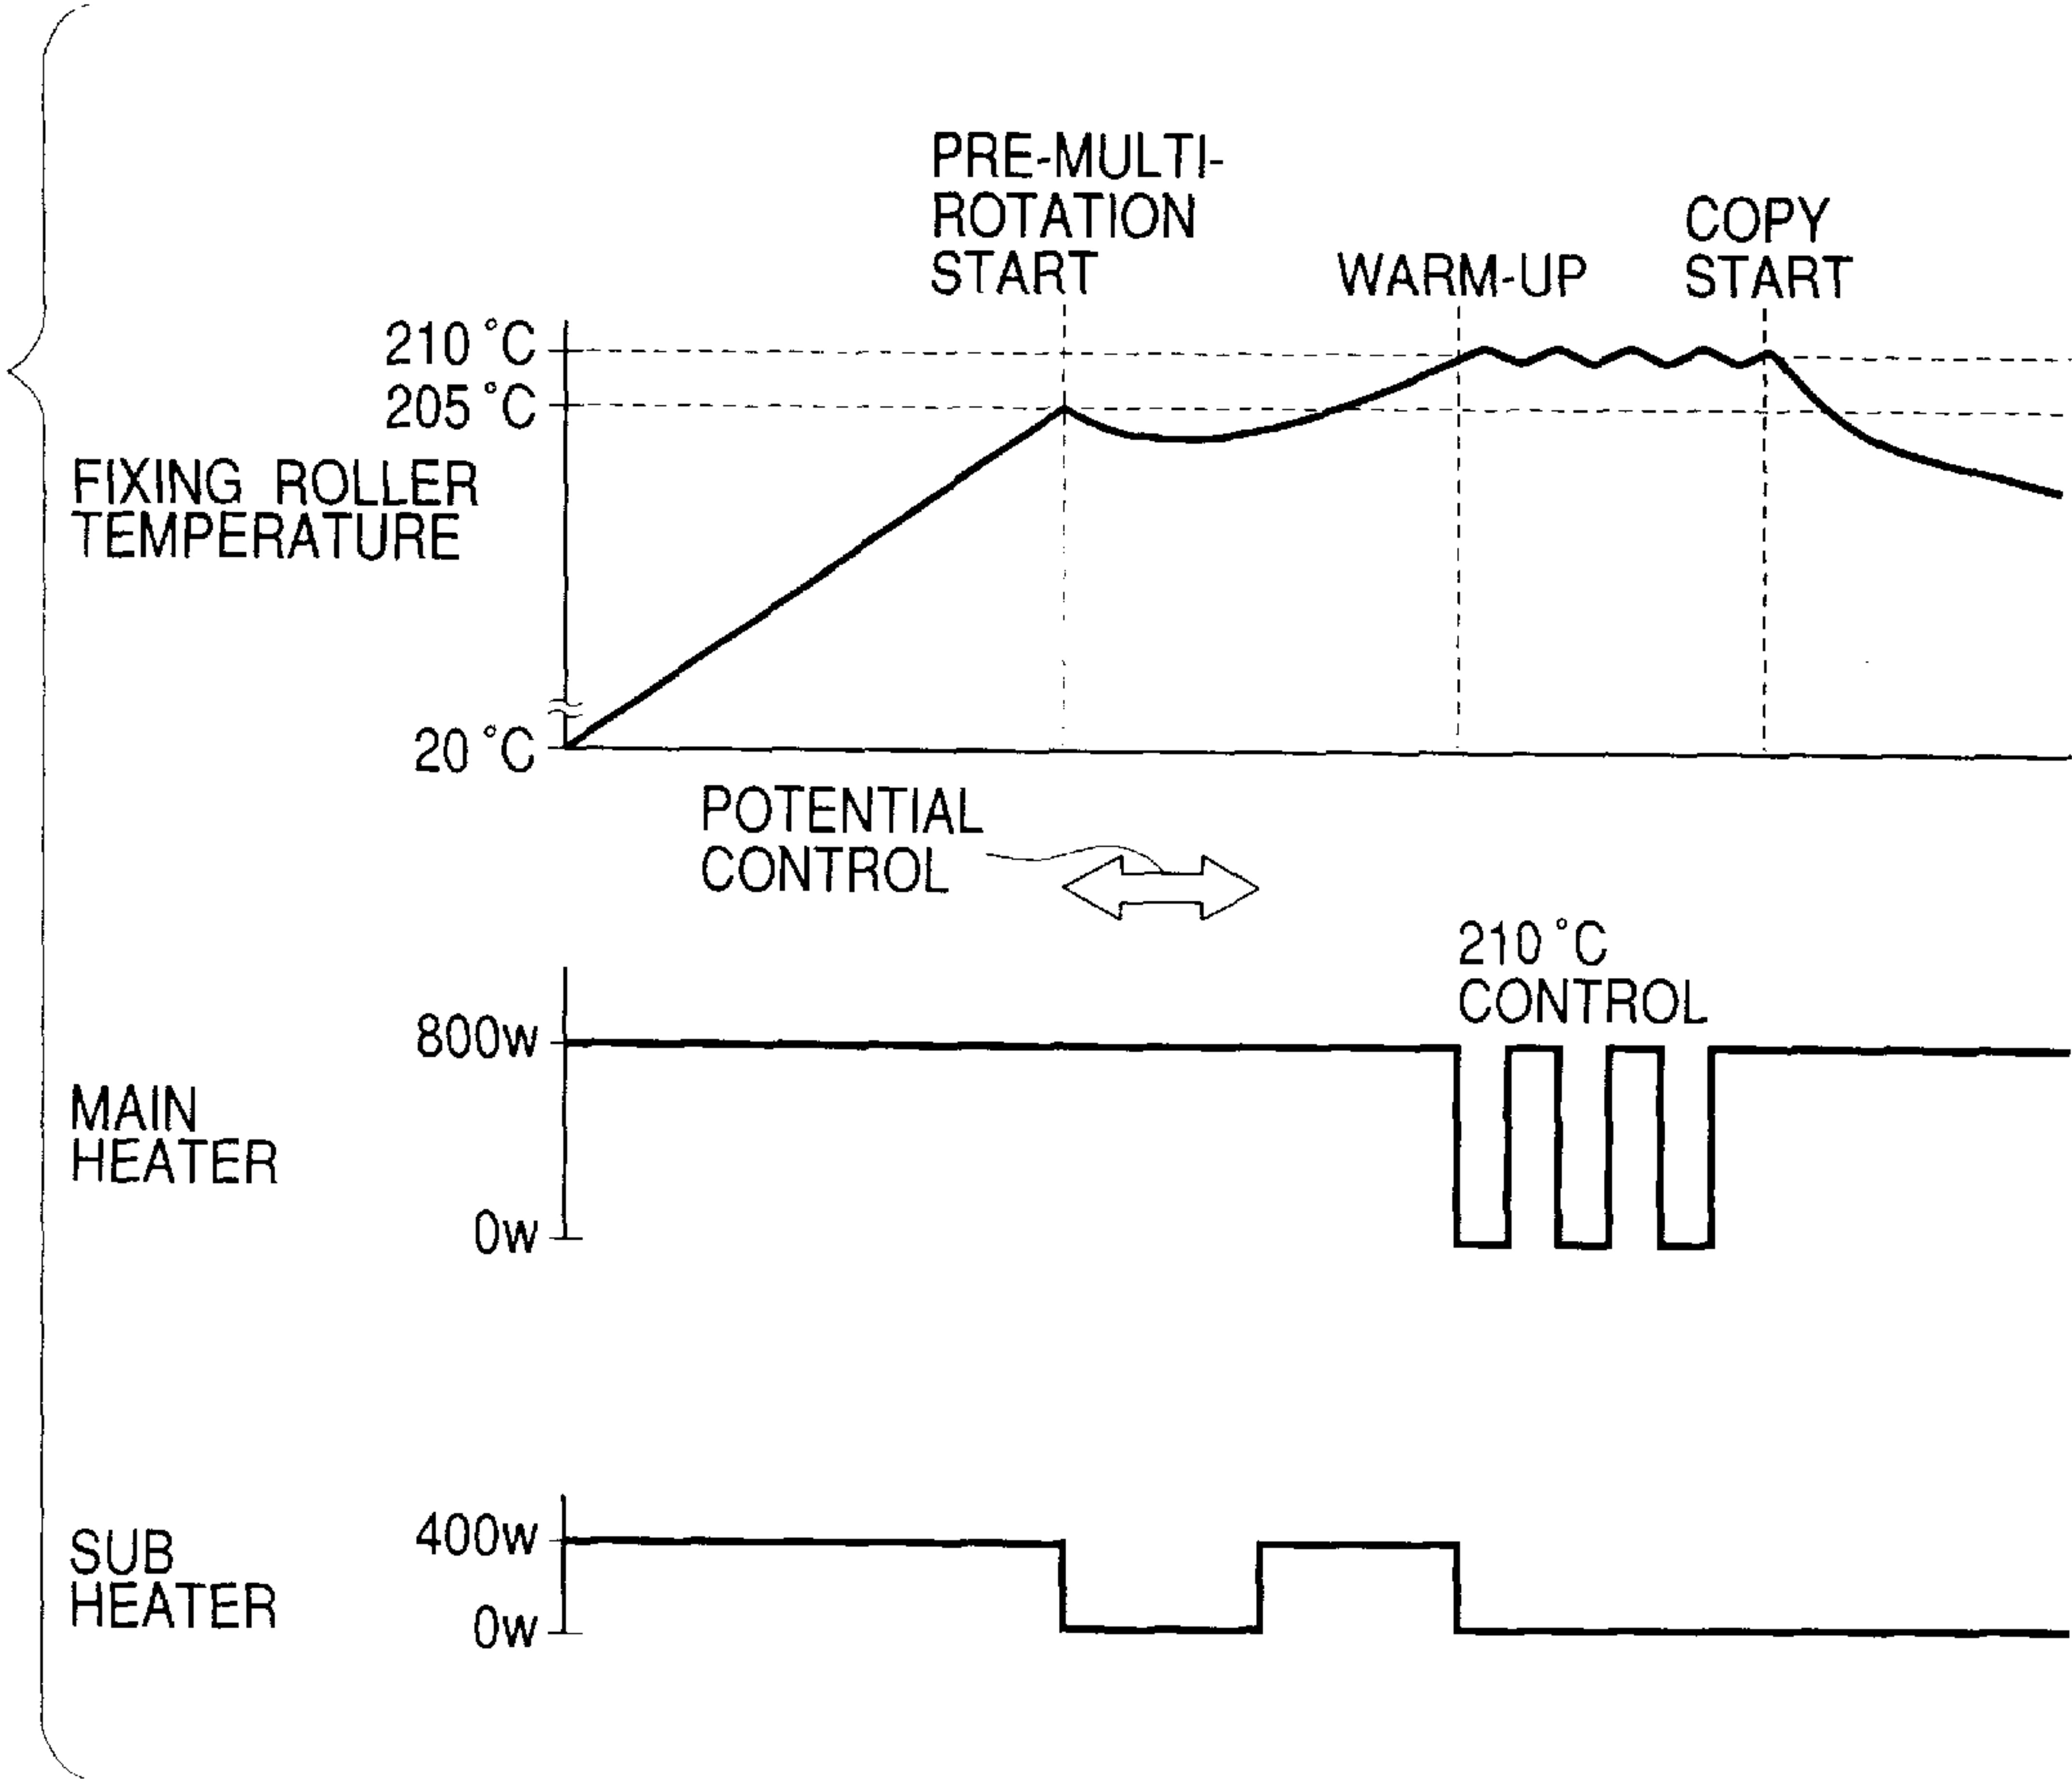 PRE-MULTI-
ROTATION
START
WARM-UP
COPY
START
210°C
205°C
FIXING ROLLER
TEMPERATURE
20°C
POTENTIAL
CONTROL
210°C
CONTROL
800w
MAIN
HEATER
0w
400w
SUB
HEATER
0w